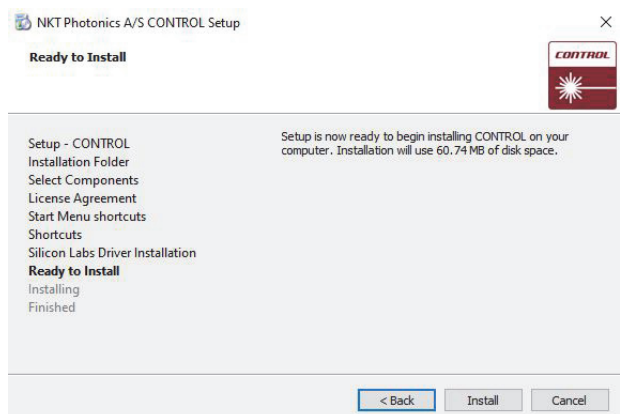 NKT Photonics A/S CONTROL Setup
Ready to Install
CONTROL
Setup - CONTROL
Installation Folder
Select Components
License Agreement
Start Menu shortcuts
Shortcuts
Silicon Labs Driver Installation
Ready to Install
Installing
Finished
Setup is now ready to begin installing CONTROL on your
computer. Installation will use 60.74 MB of disk space.
< Back
Install
Cancel